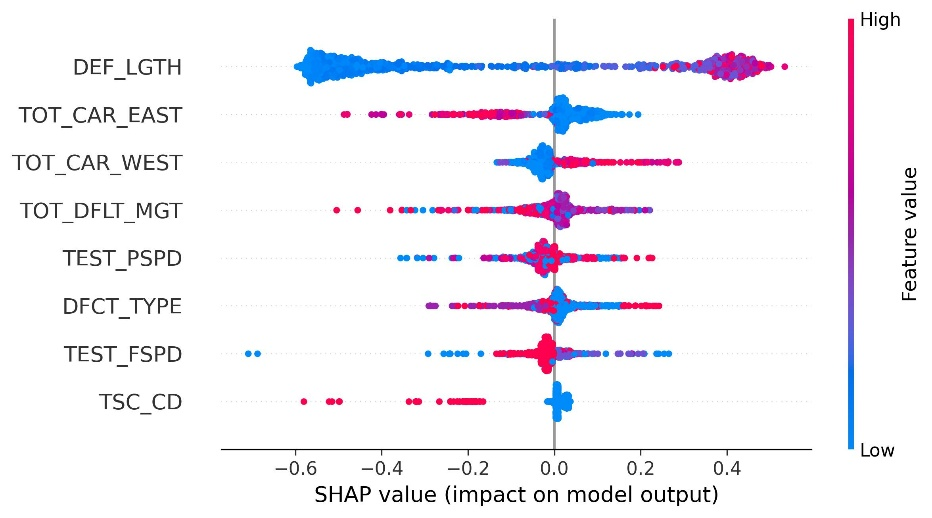 High
DEF_LGTH
TOT_CAR_EAST
TOT_CAR_WEST
TOT_DFLT_MGT
TEST_PSPD
DFCT_TYPE
TEST_FSPD
TSC_CD
Feature value
Low
−0.6 −0.4 −0.2 0.0 0.2 0.4
SHAP value (impact on model output)